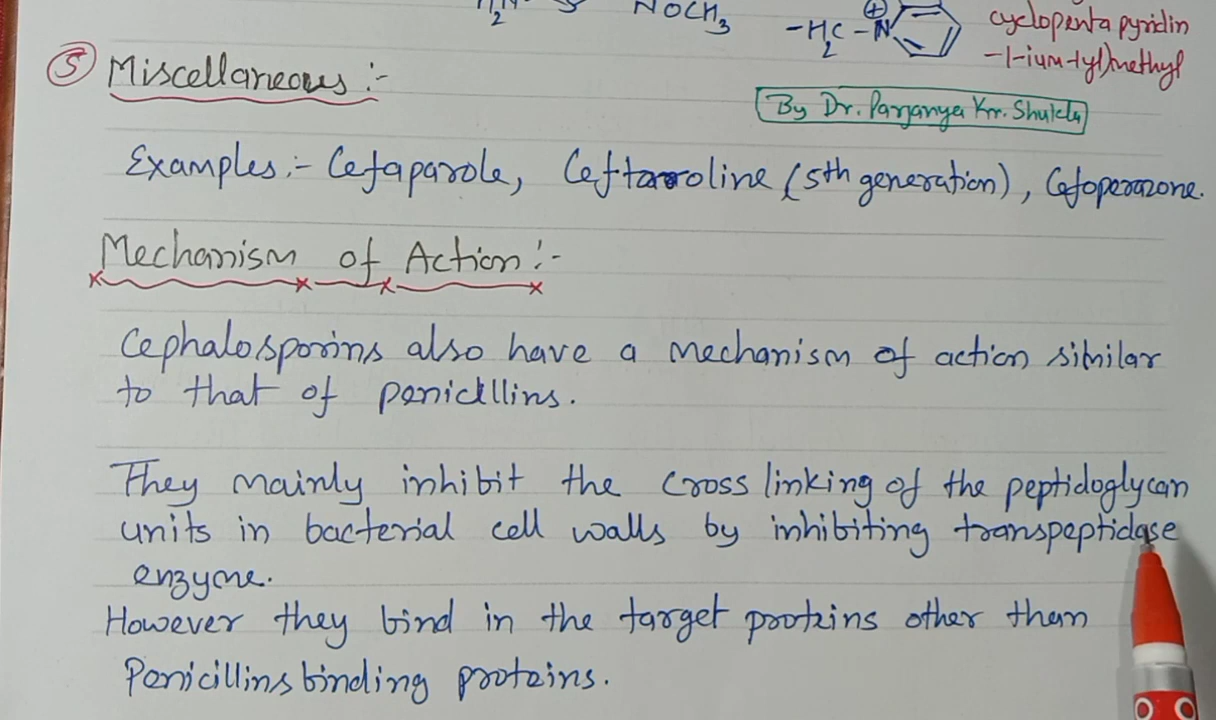 NOCH3
-H2C-N
cyclopenta pyridin
-1-ium-1yl)methyl
⑤ Miscellaneous :-
By Dr. Parjanya Kr. Shukla
Examples :- Cefaparole, Ceftaroline (5th generation), Cefoperazone.
Mechanism of Action :-
Cephalosporins also have a mechanism of action similar
to that of penicillins.
They mainly inhibit the cross linking of the peptidoglycan
units in bacterial cell walls by inhibiting transpeptidase
enzyme.
However they bind in the target proteins other than
Penicillins binding proteins.